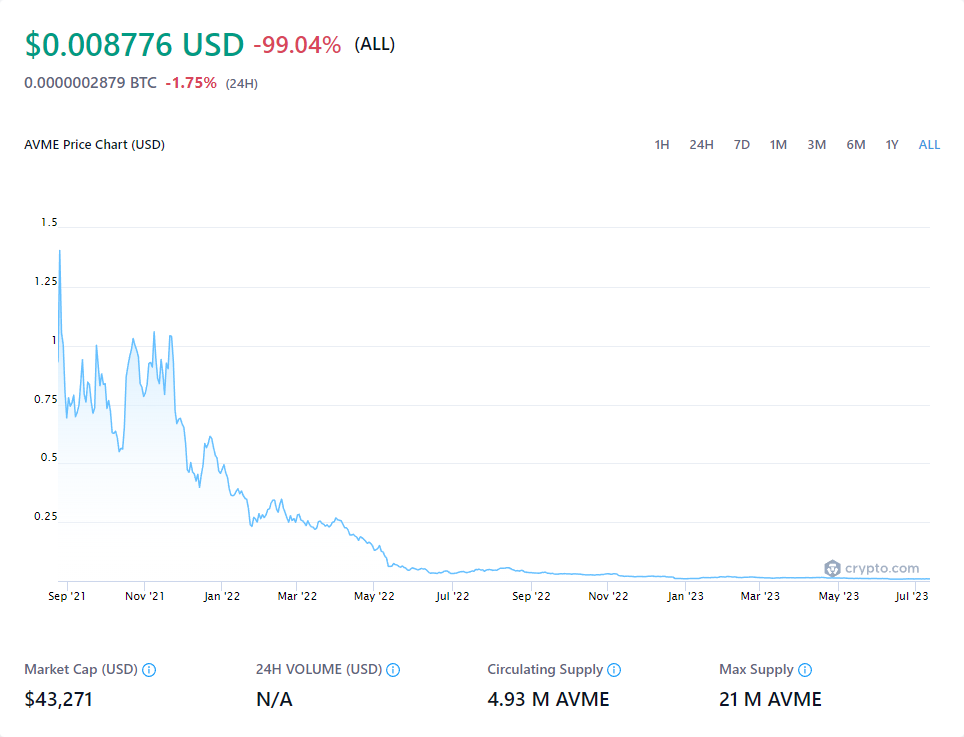 $0.008776 USD -99.04% (ALL)
0.0000002879 BTC -1.75% (24H)
AVME Price Chart (USD) 1H 24H 7D 1M 3M 6M 1Y ALL
1.5
1.25
1
0.75
0.5
0.25
crypto.com
Sep '21 Nov '21 Jan '22 Mar '22 May '22 Jul '22 Sep '22 Nov '22 Jan '23 Mar '23 May '23 Jul '23
Market Cap (USD) 24H VOLUME (USD) Circulating Supply Max Supply
$43,271 N/A 4.93 M AVME 21 M AVME